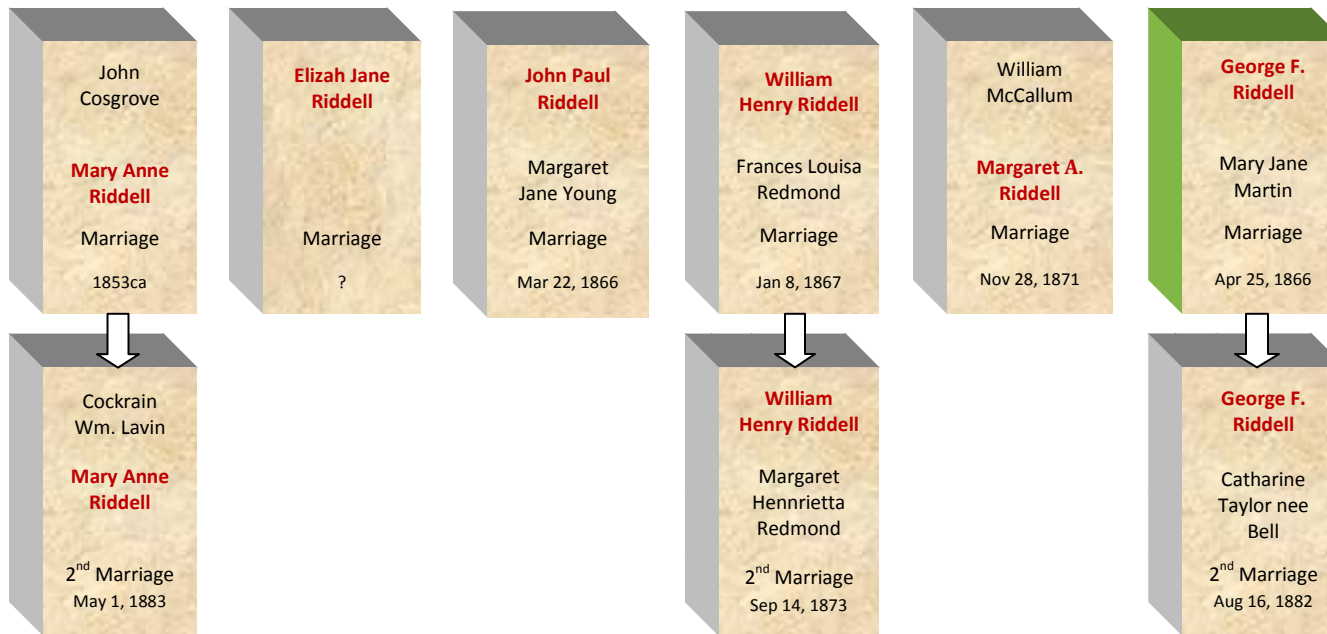 John
Cosgrove
Mary Anne
Riddell
Marriage
1853ca
Elizah Jane
Riddell
Marriage
?
John Paul
Riddell
Margaret
Jane Young
Marriage
Mar 22, 1866
William
Henry Riddell
Frances Louisa
Redmond
Marriage
Jan 8, 1867
William
McCallum
Margaret A.
Riddell
Marriage
Nov 28, 1871
George F.
Riddell
Mary Jane
Martin
Marriage
Apr 25, 1866
Cockrain
Wm. Lavin
Mary Anne
Riddell
2nd Marriage
May 1, 1883
William
Henry Riddell
Margaret
Hennrietta
Redmond
2nd Marriage
Sep 14, 1873
George F.
Riddell
Catharine
Taylor nee
Bell
2nd Marriage
Aug 16, 1882